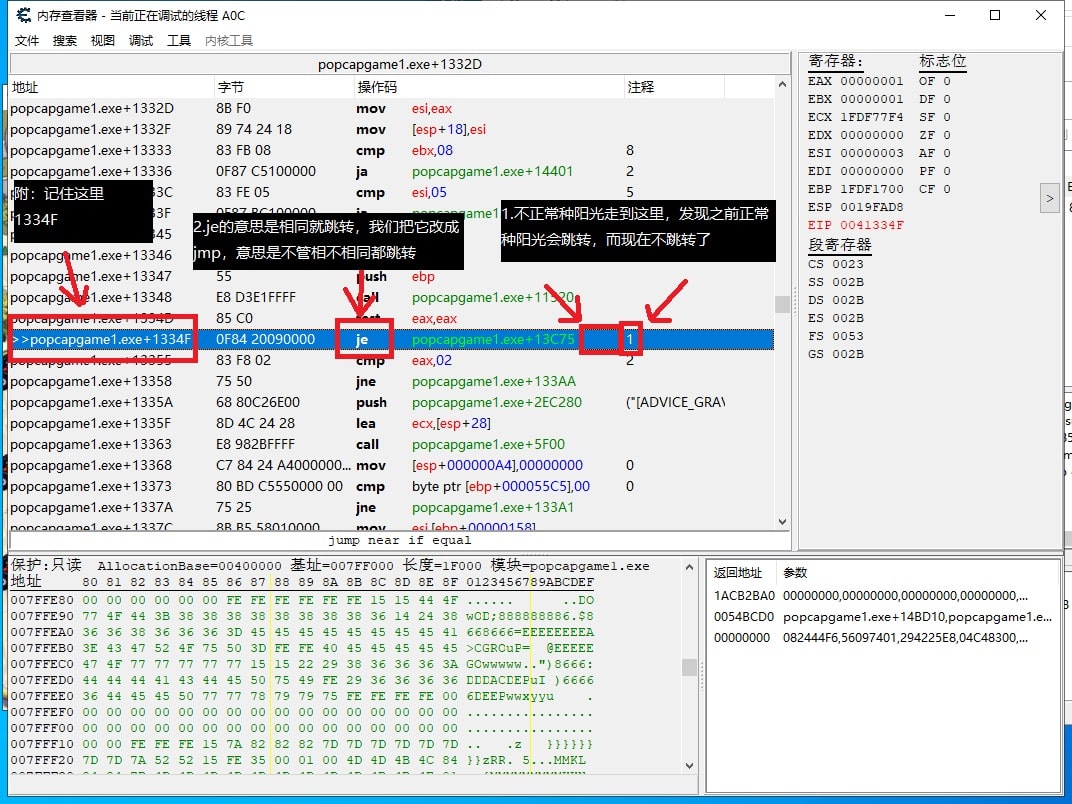 内存查看器 - 当前正在调试的线程 A0C
文件 搜索 视图 调试 工具 内核工具
popcapgame1.exe+1332D
地址 字节 操作码 注释
popcapgame1.exe+1332D 8B F0 mov esi,eax
popcapgame1.exe+1332F 89 74 24 18 mov [esp+18],esi
popcapgame1.exe+13333 83 FB 08 cmp ebx,08 8
popcapgame1.exe+13336 0F87 C5100000 ja popcapgame1.exe+14401 2
3C 83 FE 05 cmp esi,05 5
附：记住这里
1334F
2.je的意思是相同就跳转，我们把它改成
jmp，意思是不管相不相同都跳转
1.不正常种阳光走到这里，发现之前正常
种阳光会跳转，而现在不跳转了
popcapgame1.exe+13346
popcapgame1.exe+13347 55 push ebp
popcapgame1.exe+13348 E8 D3E1FFFF call
popcapgame1.exe+1334D 85 C0 test eax,eax
>>popcapgame1.exe+1334F 0F84 20090000 je popcapgame1.exe+13C75 1
popcapgame1.exe+13355 83 F8 02 cmp eax,02 2
popcapgame1.exe+13358 75 50 jne popcapgame1.exe+133AA
popcapgame1.exe+1335A 68 80C26E00 push popcapgame1.exe+2EC280 ("[ADVICE_GRAV
popcapgame1.exe+1335F 8D 4C 24 28 lea ecx,[esp+28]
popcapgame1.exe+13363 E8 982BFFFF call popcapgame1.exe+5F00
popcapgame1.exe+13368 C7 84 24 A4000000... mov [esp+000000A4],00000000 0
popcapgame1.exe+13373 80 BD C5550000 00 cmp byte ptr [ebp+000055C5],00 0
popcapgame1.exe+1337A 75 25 jne popcapgame1.exe+133A1
popcapgame1.exe+1337C 8B B5 58010000 mov esi,[ebp+00000158]
jump near if equal
寄存器: 标志位
EAX 00000001 OF 0
EBX 00000001 DF 0
ECX 1FDF77F4 SF 0
EDX 00000000 ZF 0
ESI 00000003 AF 0
EDI 00000000 PF 0
EBP 1FDF1700 CF 0
ESP 0019FAD8
EIP 0041334F
段寄存器
CS 0023
SS 002B
DS 002B
ES 002B
FS 0053
GS 002B
>
保护:只读 AllocationBase=00400000 基址=007FF000 长度=1F000 模块=popcapgame1.exe
地址 80 81 82 83 84 85 86 87 88 89 8A 8B 8C 8D 8E 8F 0123456789ABCDEF
007FFE80 00 00 00 00 00 00 FE FE FE FE FE FE 15 15 44 4F ...... ..DO
007FFE90 77 4F 44 3B 38 38 38 38 38 38 38 38 36 14 24 38 wOD;888888886.$8
007FFEA0 36 36 38 36 36 36 3D 45 45 45 45 45 45 45 45 41 668666=EEEEEEEEA
007FFEB0 3E 43 47 52 4F 75 50 3D FE FE 40 45 45 45 45 45 >CGROuP= @EEEEE
007FFEC0 47 4F 77 77 77 77 77 15 15 22 29 38 36 36 36 3A GOwwwww..")8666:
007FFED0 44 44 44 41 43 44 45 50 75 49 FE 29 36 36 36 36 DDDACDEPuI )6666
007FFEE0 36 44 45 45 50 77 77 78 79 79 75 FE FE FE FE 00 6DEEPwwxyyu .
007FFEF0 00 00 00 00 00 00 00 00 00 00 00 00 00 00 00 00 ................
007FFF00 00 00 00 00 00 00 00 00 00 00 00 00 00 00 00 00 ................
007FFF10 00 00 FE FE FE 15 7A 82 82 82 7D 7D 7D 7D 7D 7D .. .z }}}}}}
007FFF20 7D 7D 7A 52 52 15 FE 35 00 01 00 4D 4D 4B 4C 84 }}zRR. 5...MMKL
返回地址 参数
1ACB2BA0 00000000,00000000,00000000,00000000,...
0054BCD0 popcapgame1.exe+14BD10,popcapgame1.e...
00000000 082444F6,56097401,294225E8,04C48300,...